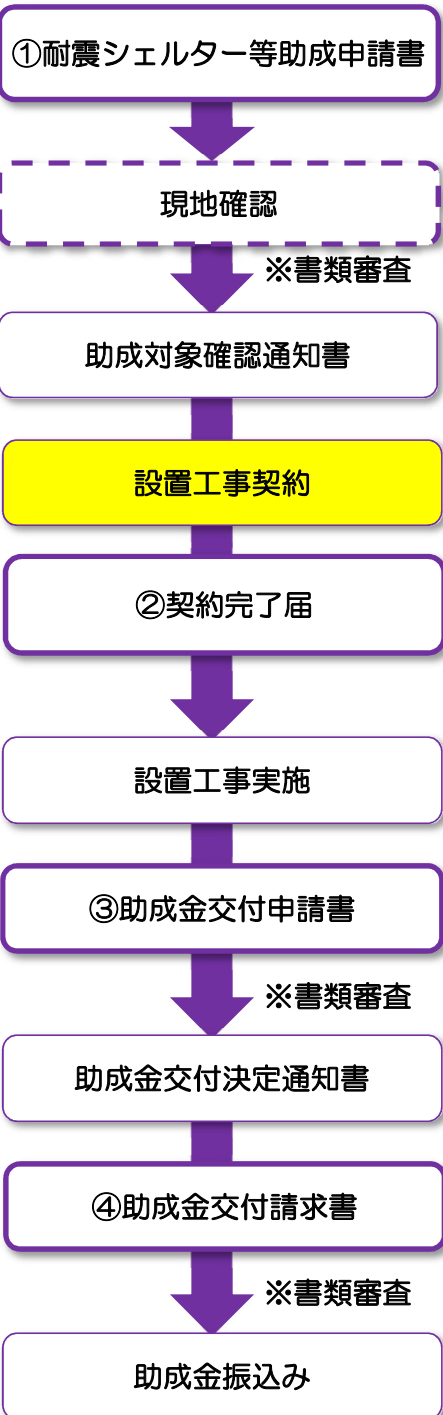 ①耐震シェルター等助成申請書
現地確認
※書類審査
助成対象確認通知書
設置工事契約
②契約完了届
設置工事実施
③助成金交付申請書
※書類審査
助成金交付決定通知書
④助成金交付請求書
※書類審査
助成金振込み